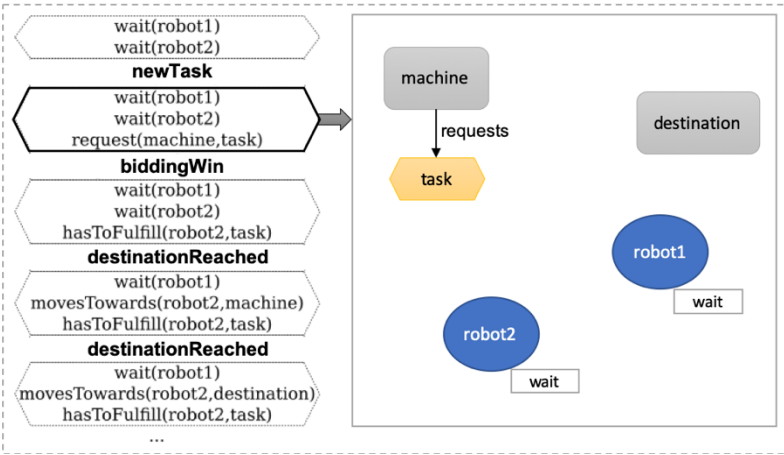 wait(robot1)
wait(robot2)
newTask
wait(robot1)
wait(robot2)
request(machine,task)
biddingWin
wait(robot1)
wait(robot2)
hasToFulfill(robot2,task)
destinationReached
wait(robot1)
movesTowards(robot2,machine)
hasToFulfill(robot2,task)
destinationReached
wait(robot1)
movesTowards(robot2,destination)
hasToFulfill(robot2,task)
...
machine
requests
task
destination
robot1
wait
robot2
wait